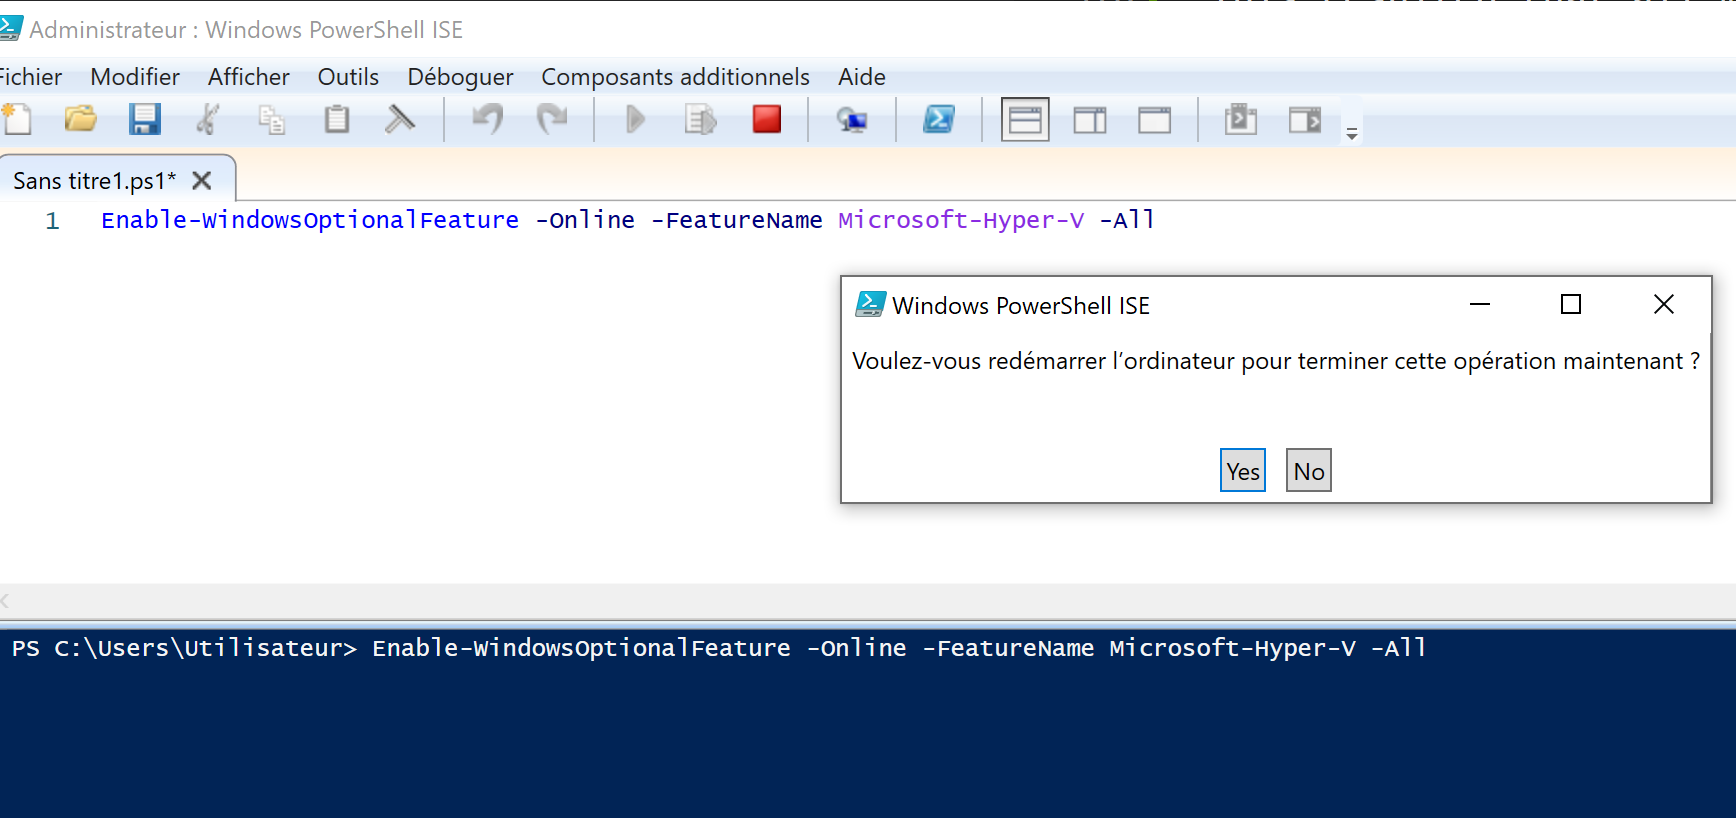 Administrateur : Windows PowerShell ISE
Fichier Modifier Afficher Outils Déboguer Composants additionnels Aide
Sans titre1.ps1*
1 Enable-WindowsOptionalFeature -Online -FeatureName Microsoft-Hyper-V -All
Windows PowerShell ISE
Voulez-vous redémarrer l’ordinateur pour terminer cette opération maintenant ?
Yes No
PS C:\Users\Utilisateur> Enable-WindowsOptionalFeature -Online -FeatureName Microsoft-Hyper-V -All